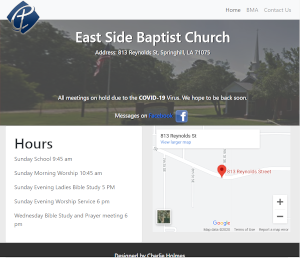 Home BMA Contact Us
East Side Baptist Church
Address: 813 Reynolds St, Springhill, LA 71075
All meetings on hold due to the COVID-19 Virus. We hope to be back soon.
Messages on Facebook
Hours
Sunday School 9:45 am
Sunday Morning Worship 10:45 am
Sunday Evening Ladies Bible Study 5 PM
Sunday Evening Worship Service 6 pm
Wednesday Bible Study and Prayer meeting 6
pm
813 Reynolds St
View larger map
813 Reynolds Street
Google
Map data ©2020 Terms of Use Report a map error
Designed by Charlie Holmes